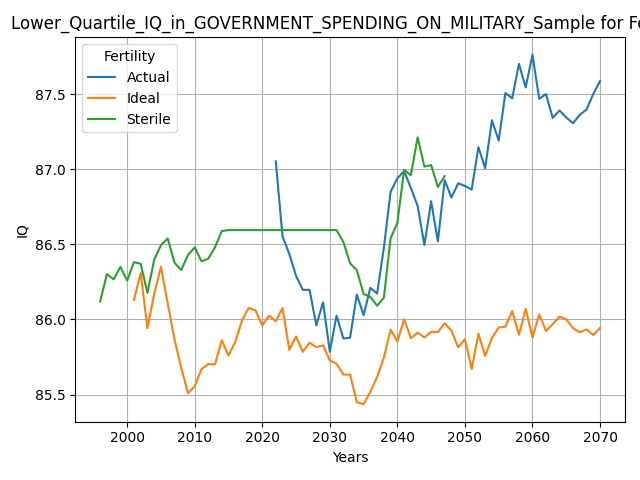 Lower_Quartile_IQ_in_GOVERNMENT_SPENDING_ON_MILITARY_Sample for Fe
Fertility
Actual
Ideal
Sterile
87.5
87.0
86.5
86.0
85.5
IQ
2000 2010 2020 2030 2040 2050 2060 2070
Years